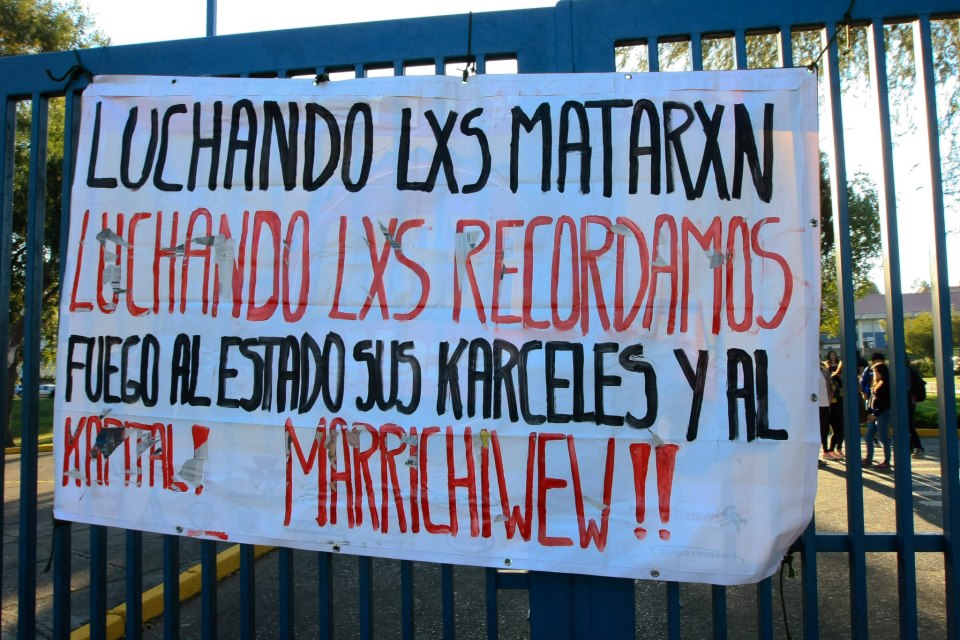 LUCHANDO LXS MATARXN
LUCHANDO LXS RECORDAMOS
FUEGO AL ESTADO SUS KARCELES Y AL
KAPITAL! MARRICHIWEW!!